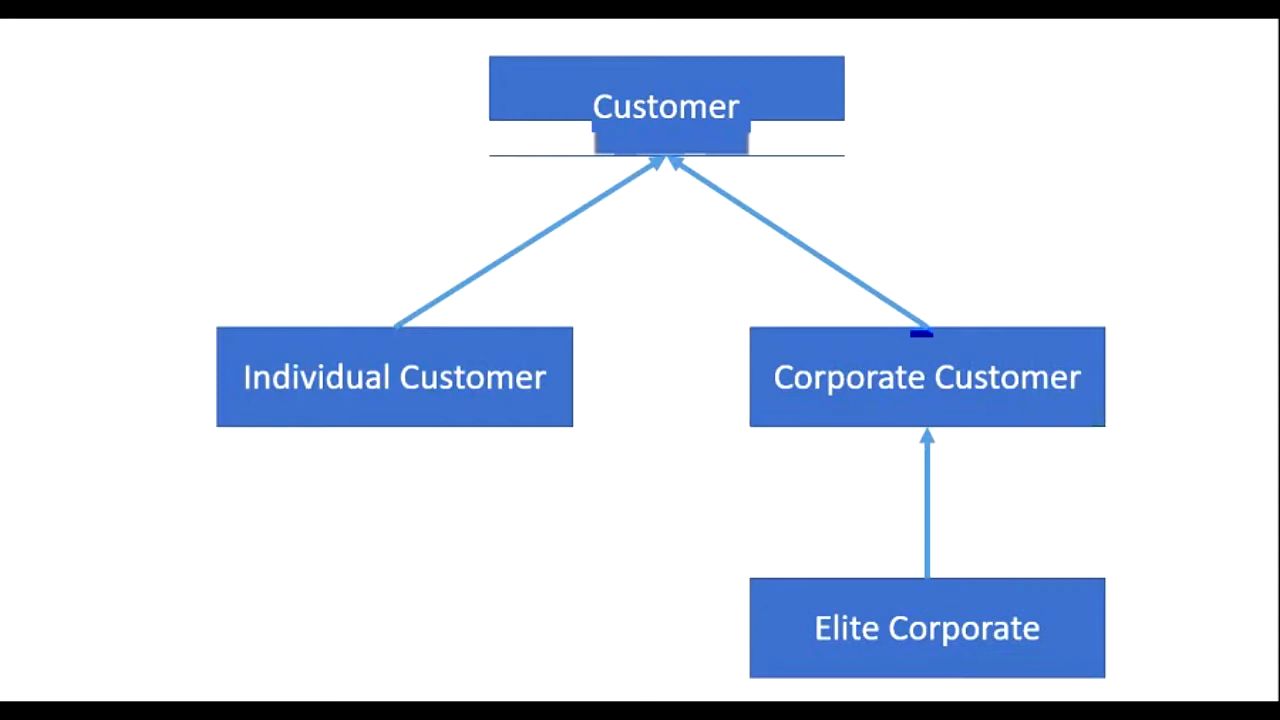 Customer
Individual Customer
Corporate Customer
Elite Corporate